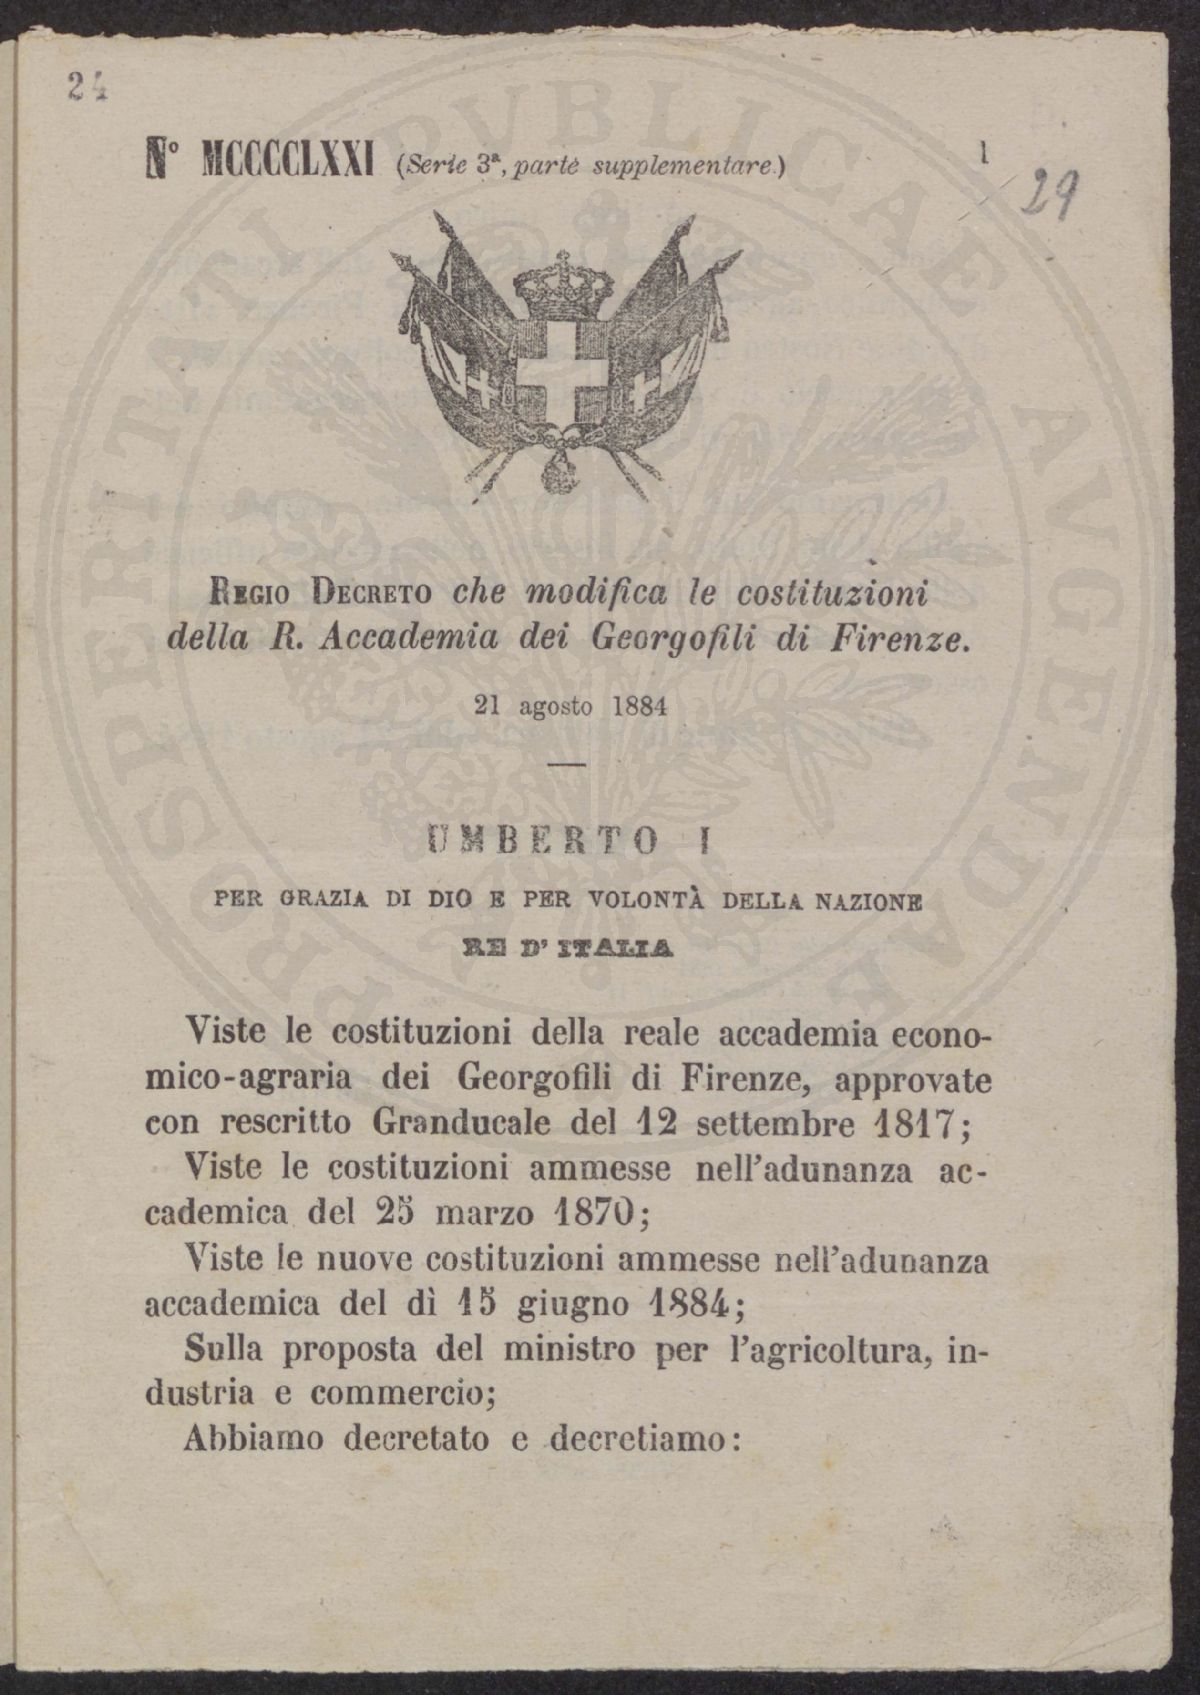 24
N° MCCCCLXXI (Serie 3ª, parte supplementare.)
1
29
REGIO DECRETO che modifica le costituzioni
della R. Accademia dei Georgofili di Firenze.
21 agosto 1884
UMBERTO I
PER GRAZIA DI DIO E PER VOLONTÀ DELLA NAZIONE
RE D'ITALIA
Viste le costituzioni della reale accademia econo-
mico-agraria dei Georgofili di Firenze, approvate
con rescritto Granducale del 12 settembre 1817;
Viste le costituzioni ammesse nell'adunanza ac-
cademica del 25 marzo 1870;
Viste le nuove costituzioni ammesse nell'adunanza
accademica del dì 15 giugno 1884;
Sulla proposta del ministro per l'agricoltura, in-
dustria e commercio;
Abbiamo decretato e decretiamo:
PROSPERITATI PVBLICAE AVGENDAE